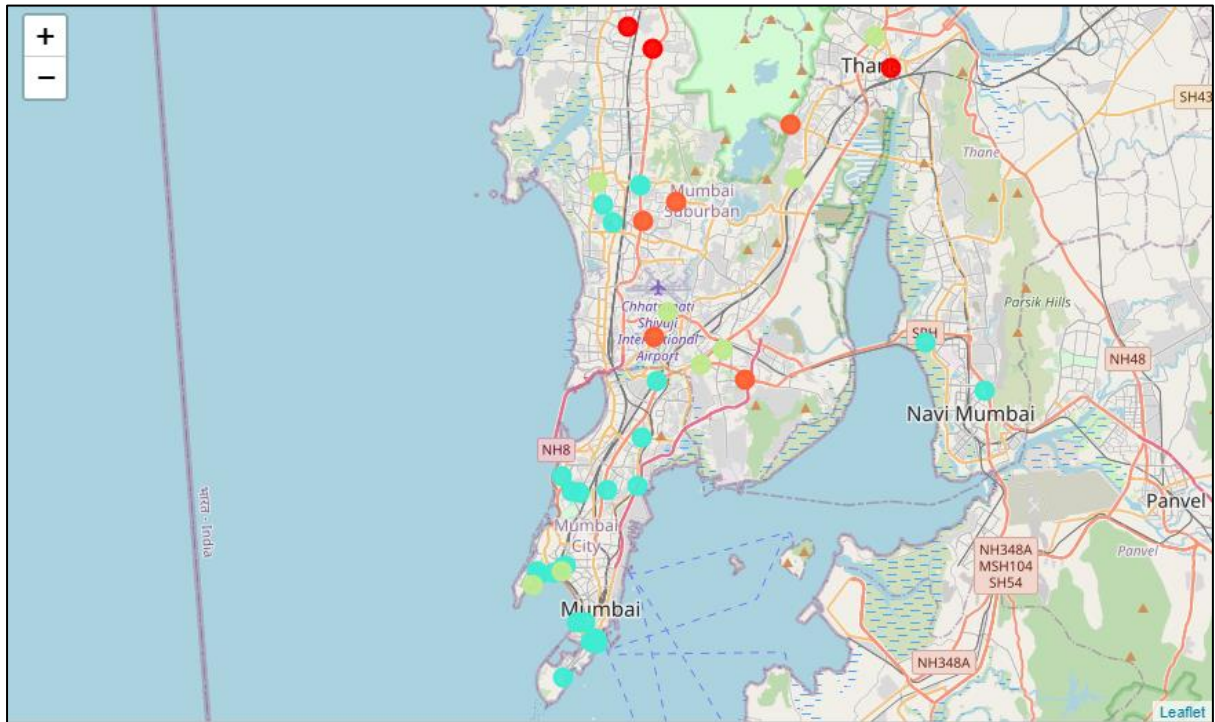 +
−
Thane
SH43
Thane
Mumbai
Suburban
Parsik Hills
Chhatrapati
Shivaji
International
Airport
SPH
NH48
Navi Mumbai
NH8
Panvel
भारत - India
Mumbai
City
NH348A
MSH104
SH54
Panvel
Mumbai
NH348A
Leaflet